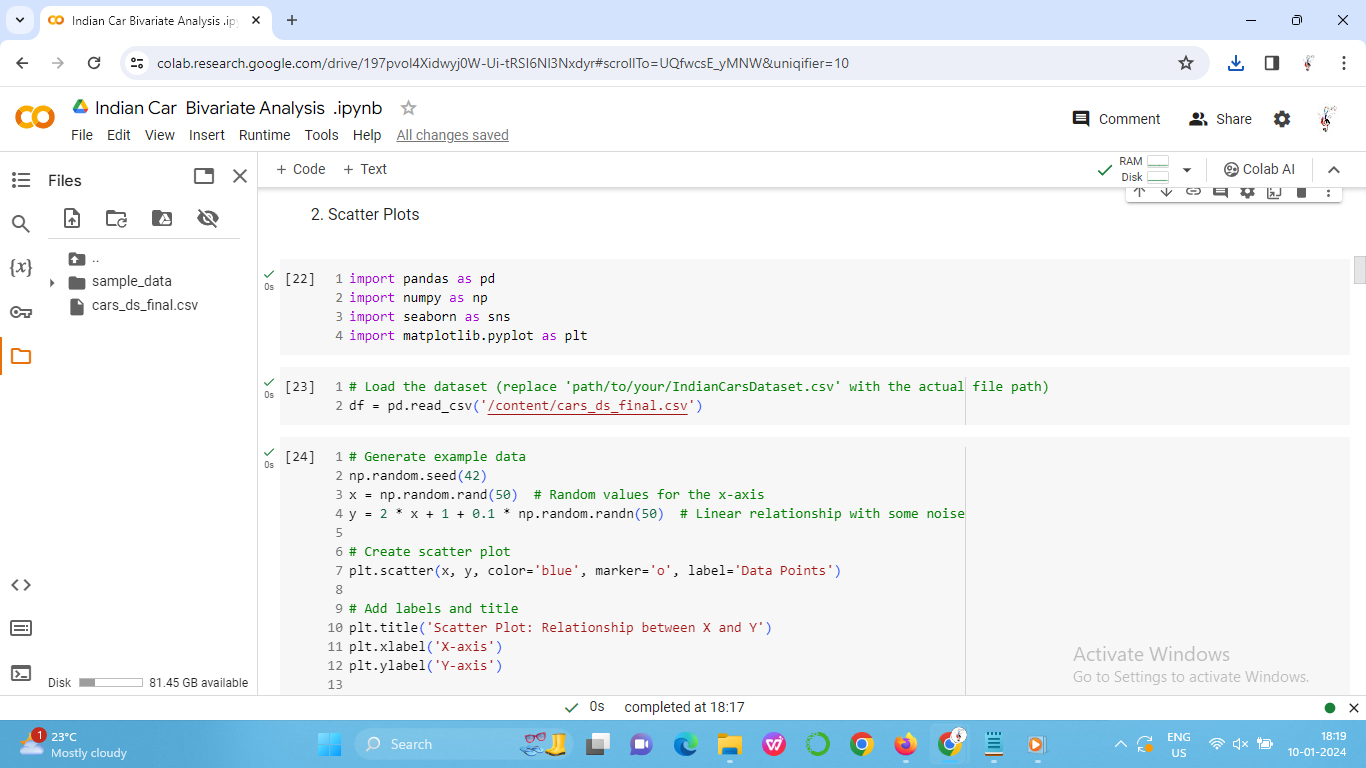 Indian Car Bivariate Analysis .ip
colab.research.google.com/drive/197pvol4Xidwyj0W-Ui-tRSI6NI3Nxdyr#scrollTo=UQfwcsE_yMNW&uniqifier=10
Indian Car  Bivariate Analysis  .ipynb
Comment
Share
File
Edit
View
Insert
Runtime
Tools
Help
All changes saved
Files
+ Code
+ Text
RAM
Disk
Colab AI
2. Scatter Plots
..
sample_data
cars_ds_final.csv
{x}
0s
[22]
1 import pandas as pd
2 import numpy as np
3 import seaborn as sns
4 import matplotlib.pyplot as plt
0s
[23]
1 # Load the dataset (replace 'path/to/your/IndianCarsDataset.csv' with the actual file path)
2 df = pd.read_csv('/content/cars_ds_final.csv')
0s
[24]
1 # Generate example data
2 np.random.seed(42)
3 x = np.random.rand(50)  # Random values for the x-axis
4 y = 2 * x + 1 + 0.1 * np.random.randn(50)  # Linear relationship with some noise
5
6 # Create scatter plot
7 plt.scatter(x, y, color='blue', marker='o', label='Data Points')
8
9 # Add labels and title
10 plt.title('Scatter Plot: Relationship between X and Y')
11 plt.xlabel('X-axis')
12 plt.ylabel('Y-axis')
13
Activate Windows
Go to Settings to activate Windows.
Disk
81.45 GB available
0s
completed at 18:17
1
23°C
Mostly cloudy
Search
ENG
US
18:19
10-01-2024